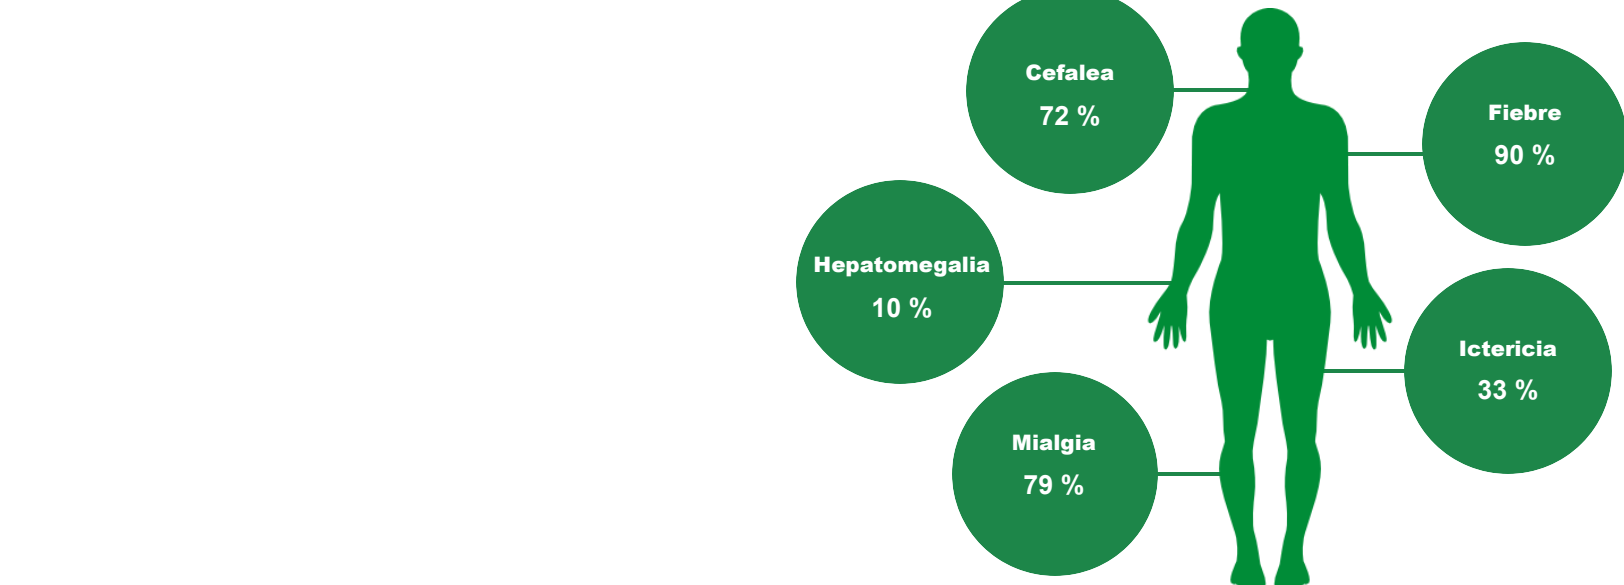 Cefalea
72 %
Fiebre
90 %
Hepatomegalia
10 %
Ictericia
33 %
Mialgia
79 %